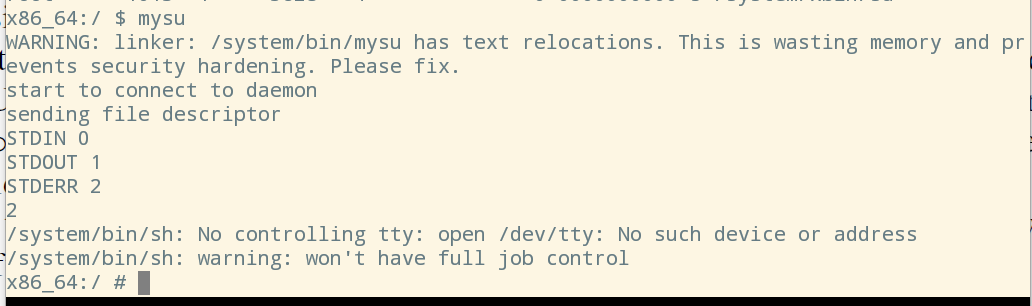 x86_64:/ $ mysu
WARNING: linker: /system/bin/mysu has text relocations. This is wasting memory and pr
events security hardening. Please fix.
start to connect to daemon
sending file descriptor
STDIN 0
STDOUT 1
STDERR 2
2
/system/bin/sh: No controlling tty: open /dev/tty: No such device or address
/system/bin/sh: warning: won't have full job control
x86_64:/ #